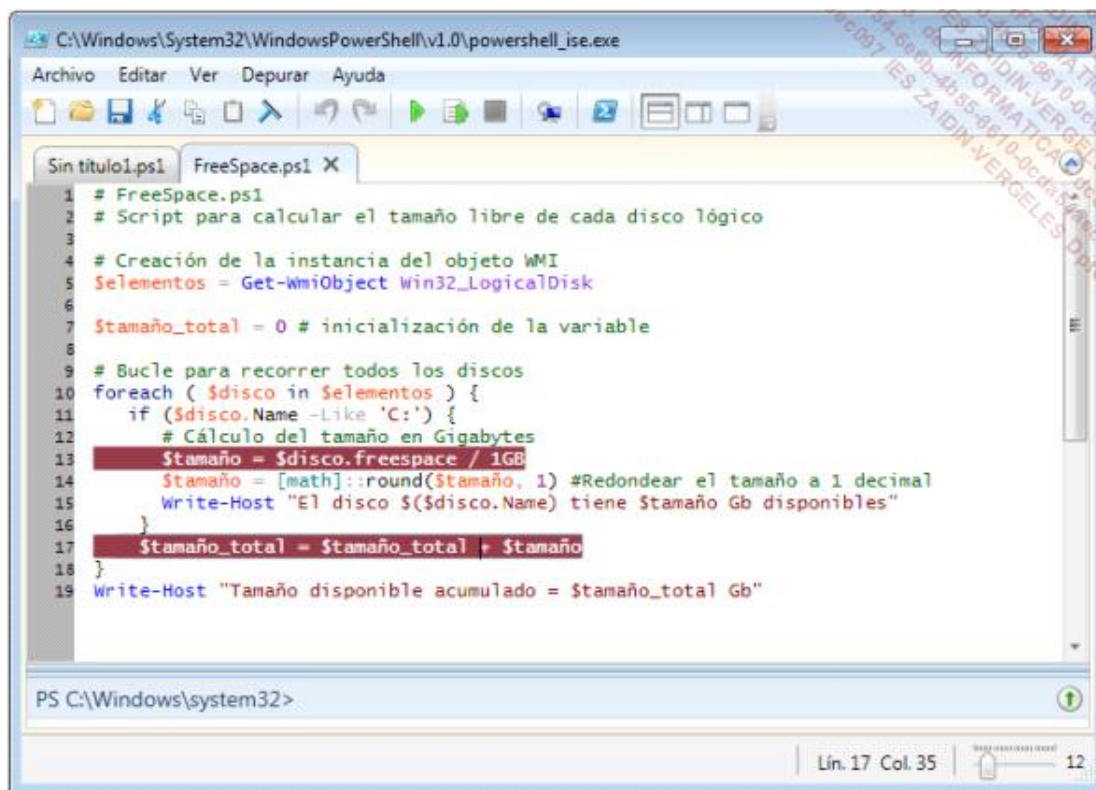 C:\Windows\System32\WindowsPowerShell\v1.0\powershell_ise.exe
Archivo Editar Ver Depurar Ayuda
Sin título1.ps1 FreeSpace.ps1
1 # FreeSpace.ps1
2 # Script para calcular el tamaño libre de cada disco lógico
3
4 # Creación de la instancia del objeto WMI
5 $elementos = Get-WmiObject Win32_LogicalDisk
6
7 $tamaño_total = 0 # inicialización de la variable
8
9 # Bucle para recorrer todos los discos
10 foreach ( $disco in $elementos ) {
11 if ($disco.Name -Like 'C:') {
12 # Cálculo del tamaño en Gigabytes
13 $tamaño = $disco.freespace / 1GB
14 $tamaño = [math]::round($tamaño, 1) #Redondear el tamaño a 1 decimal
15 Write-Host "El disco $($disco.Name) tiene $tamaño Gb disponibles"
16 }
17 $tamaño_total = $tamaño_total + $tamaño
18 }
19 Write-Host "Tamaño disponible acumulado = $tamaño_total Gb"
PS C:\Windows\system32>
Lín. 17 Col. 35 12
IES ZAIDIN-VERGELES